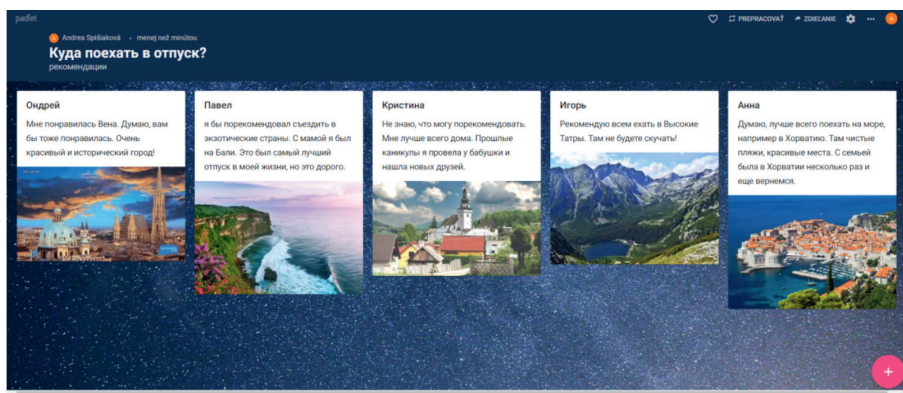 padlet
PREPRACOVAŤ
ZDIEĽANIE
A
A Andrea Spišiaková • menej než minútou
Куда поехать в отпуск?
рекомендации
Ондрей
Мне понравилась Вена. Думаю, вам
бы тоже понравилась. Очень
красивый и исторический город!
Павел
я бы порекомендовал съездить в
экзотические страны. С мамой я был
на Бали. Это был самый лучший
отпуск в моей жизни, но это дорого.
Кристина
Не знаю, что могу порекомендовать.
Мне лучше всего дома. Прошлые
каникулы я провела у бабушки и
нашла новых друзей.
Игорь
Рекомендую всем ехать в Высокие
Татры. Там не будете скучать!
Анна
Думаю, лучше всего поехать на море,
например в Хорватию. Там чистые
пляжи, красивые места. С семьей
была в Хорватии несколько раз и
еще вернемся.